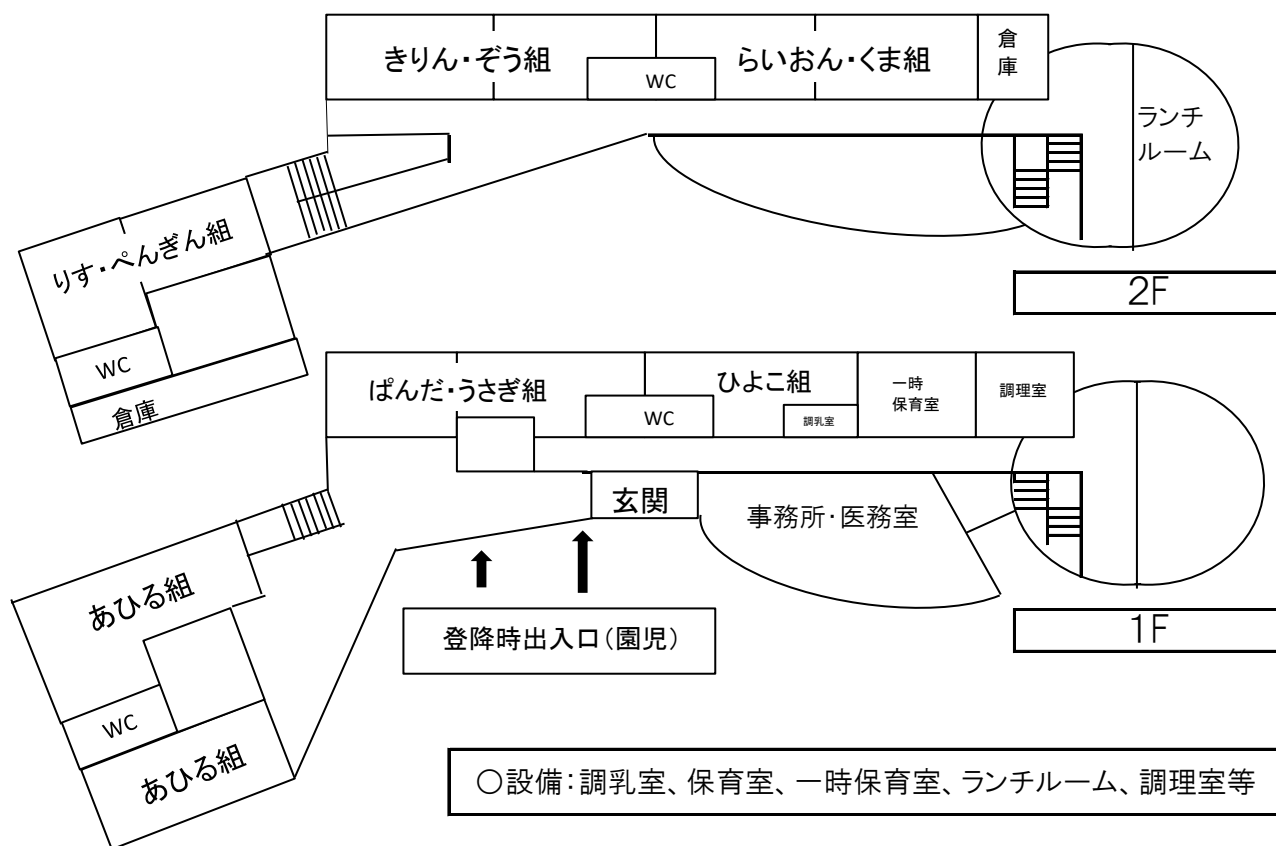 きりん・ぞう組
らいおん・くま組
倉
庫
WC
ランチ
ルーム
りす・ぺんぎん組
WC
倉庫
2F
ぱんだ・うさぎ組
ひよこ組
一時
保育室
調理室
WC
調乳室
玄関
事務所・医務室
あひる組
登降時出入口(園児)
1F
WC
あひる組
○設備:調乳室、保育室、一時保育室、ランチルーム、調理室等